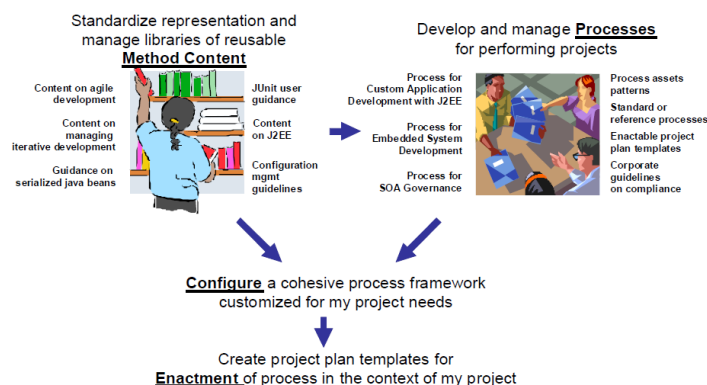 Standardize representation and
manage libraries of reusable
Method Content
Content on agile
development
Content on
managing
iterative development
Guidance on
serialized java beans
JUnit user
guidance
Content
on J2EE
Configuration
mgmt
guidelines
Develop and manage Processes
for performing projects
Process for
Custom Application
Development with J2EE
Process for
Embedded System
Development
Process for
SOA Governance
Process assets
patterns
Standard or
reference processes
Enactable project
plan templates
Corporate
guidelines
on compliance
Configure a cohesive process framework
customized for my project needs
Create project plan templates for
Enactment of process in the context of my project